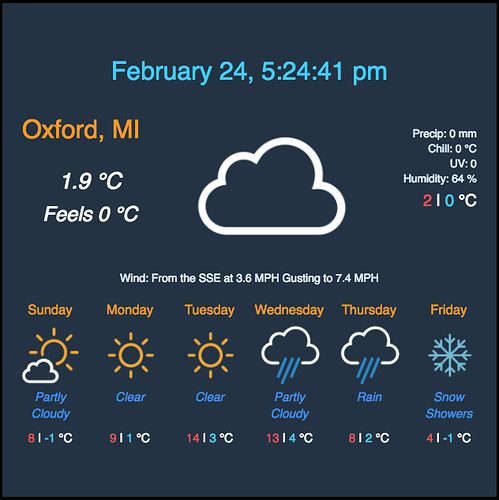 February 24, 5:24:41 pm
Oxford, MI
1.9 °C
Feels 0 °C
Precip: 0 mm
Chill: 0 °C
UV: 0
Humidity: 64 %
2 | 0 °C
Wind: From the SSE at 3.6 MPH Gusting to 7.4 MPH
Sunday Monday Tuesday Wednesday Thursday Friday
Partly Clear Clear Partly Rain Snow
Cloudy Cloudy Showers
8 | -1 °C 9 | 1 °C 14 | 3 °C 13 | 4 °C 8 | 2 °C 4 | -1 °C